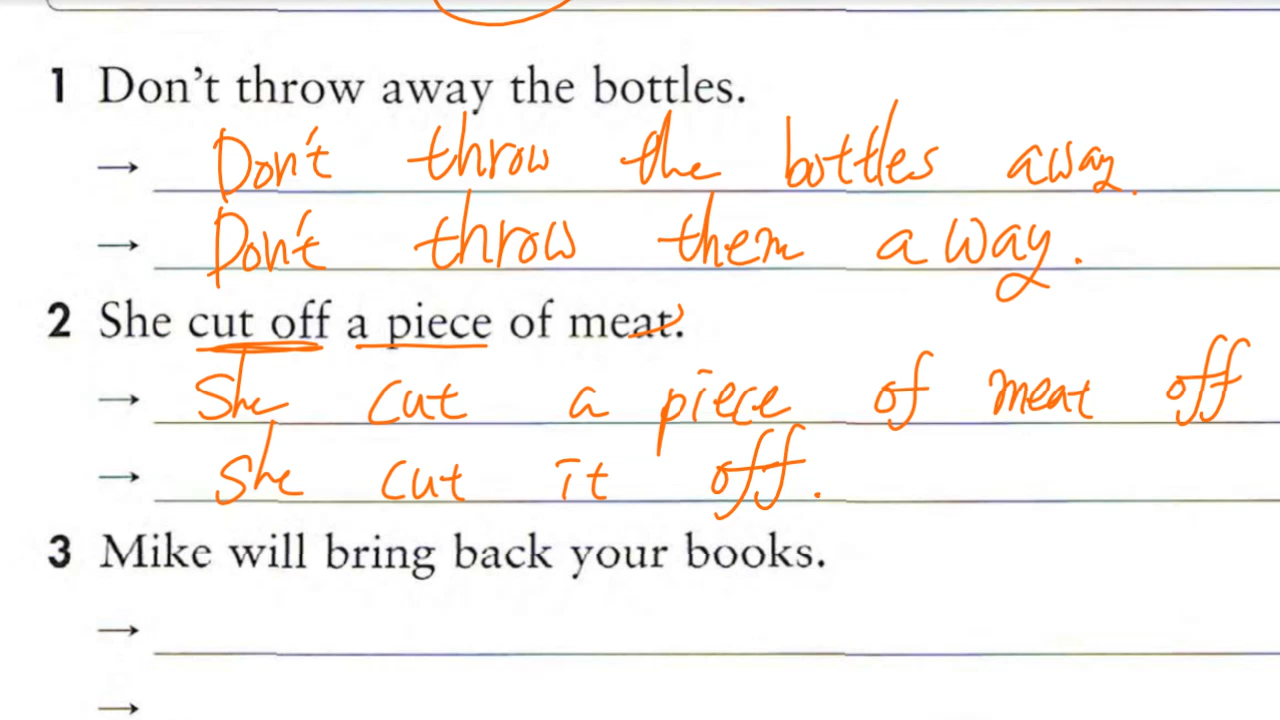 1 Don't throw away the bottles.
→ Don't throw the bottles away.
→ Don't throw them away.
2 She cut off a piece of meat.
→ She cut a piece of meat off
→ She cut it off.
3 Mike will bring back your books.
→
→